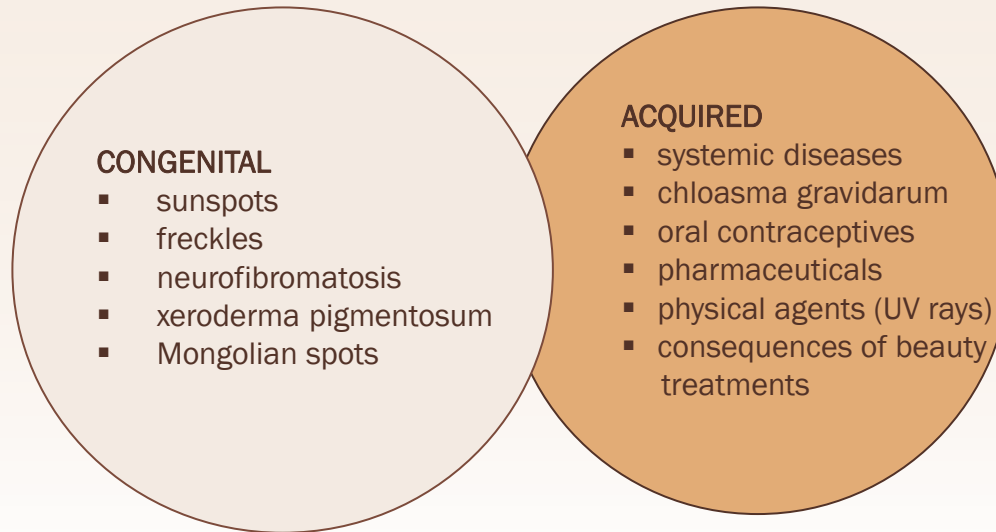 CONGENITAL
▪ sunspots
▪ freckles
▪ neurofibromatosis
▪ xeroderma pigmentosum
▪ Mongolian spots
ACQUIRED
▪ systemic diseases
▪ chloasma gravidarum
▪ oral contraceptives
▪ pharmaceuticals
▪ physical agents (UV rays)
▪ consequences of beauty
treatments